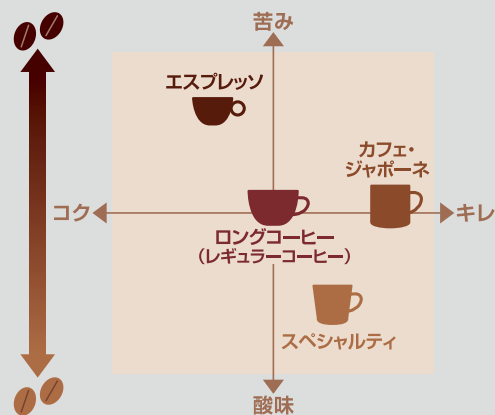 苦み
エスプレッソ
カフェ・
ジャポーネ
コク
キレ
ロングコーヒー
（レギュラーコーヒー）
スペシャルティ
酸味